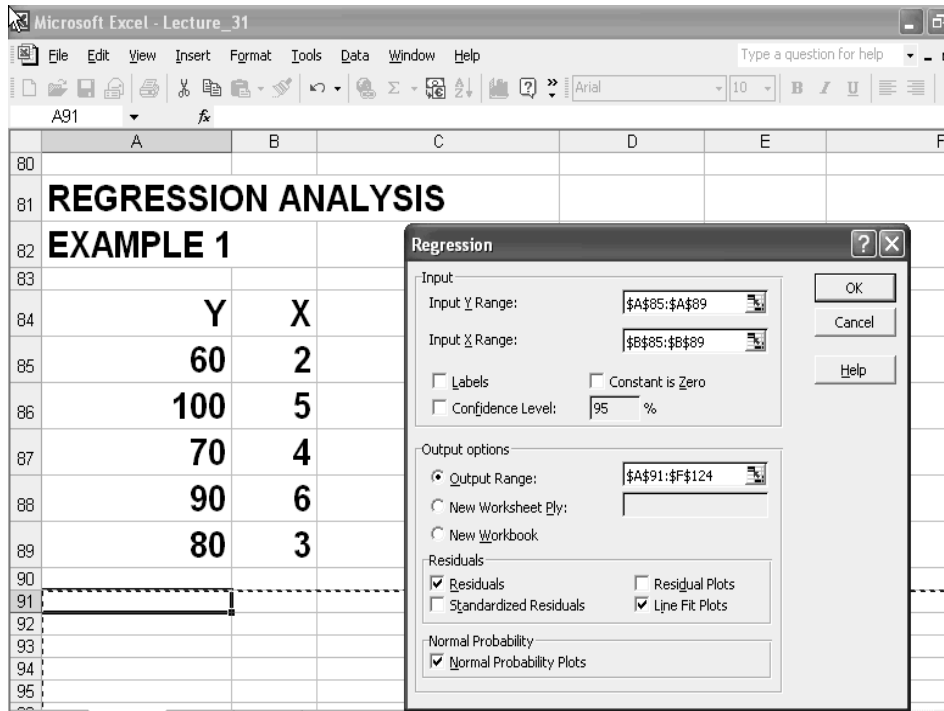 Microsoft Excel - Lecture_31
File Edit View Insert Format Tools Data Window Help Type a question for help
Arial 10 B I U
A91 fx
A B C D E F
80
81 REGRESSION ANALYSIS
82 EXAMPLE 1
83
84 Y X
85 60 2
86 100 5
87 70 4
88 90 6
89 80 3
90
91
92
93
94
95
Regression
Input
Input Y Range: $A$85:$A$89
Input X Range: $B$85:$B$89
Labels Constant is Zero
Confidence Level: 95 %
Output options
Output Range: $A$91:$F$124
New Worksheet Ply:
New Workbook
Residuals
Residuals Residual Plots
Standardized Residuals Line Fit Plots
Normal Probability
Normal Probability Plots
OK
Cancel
Help